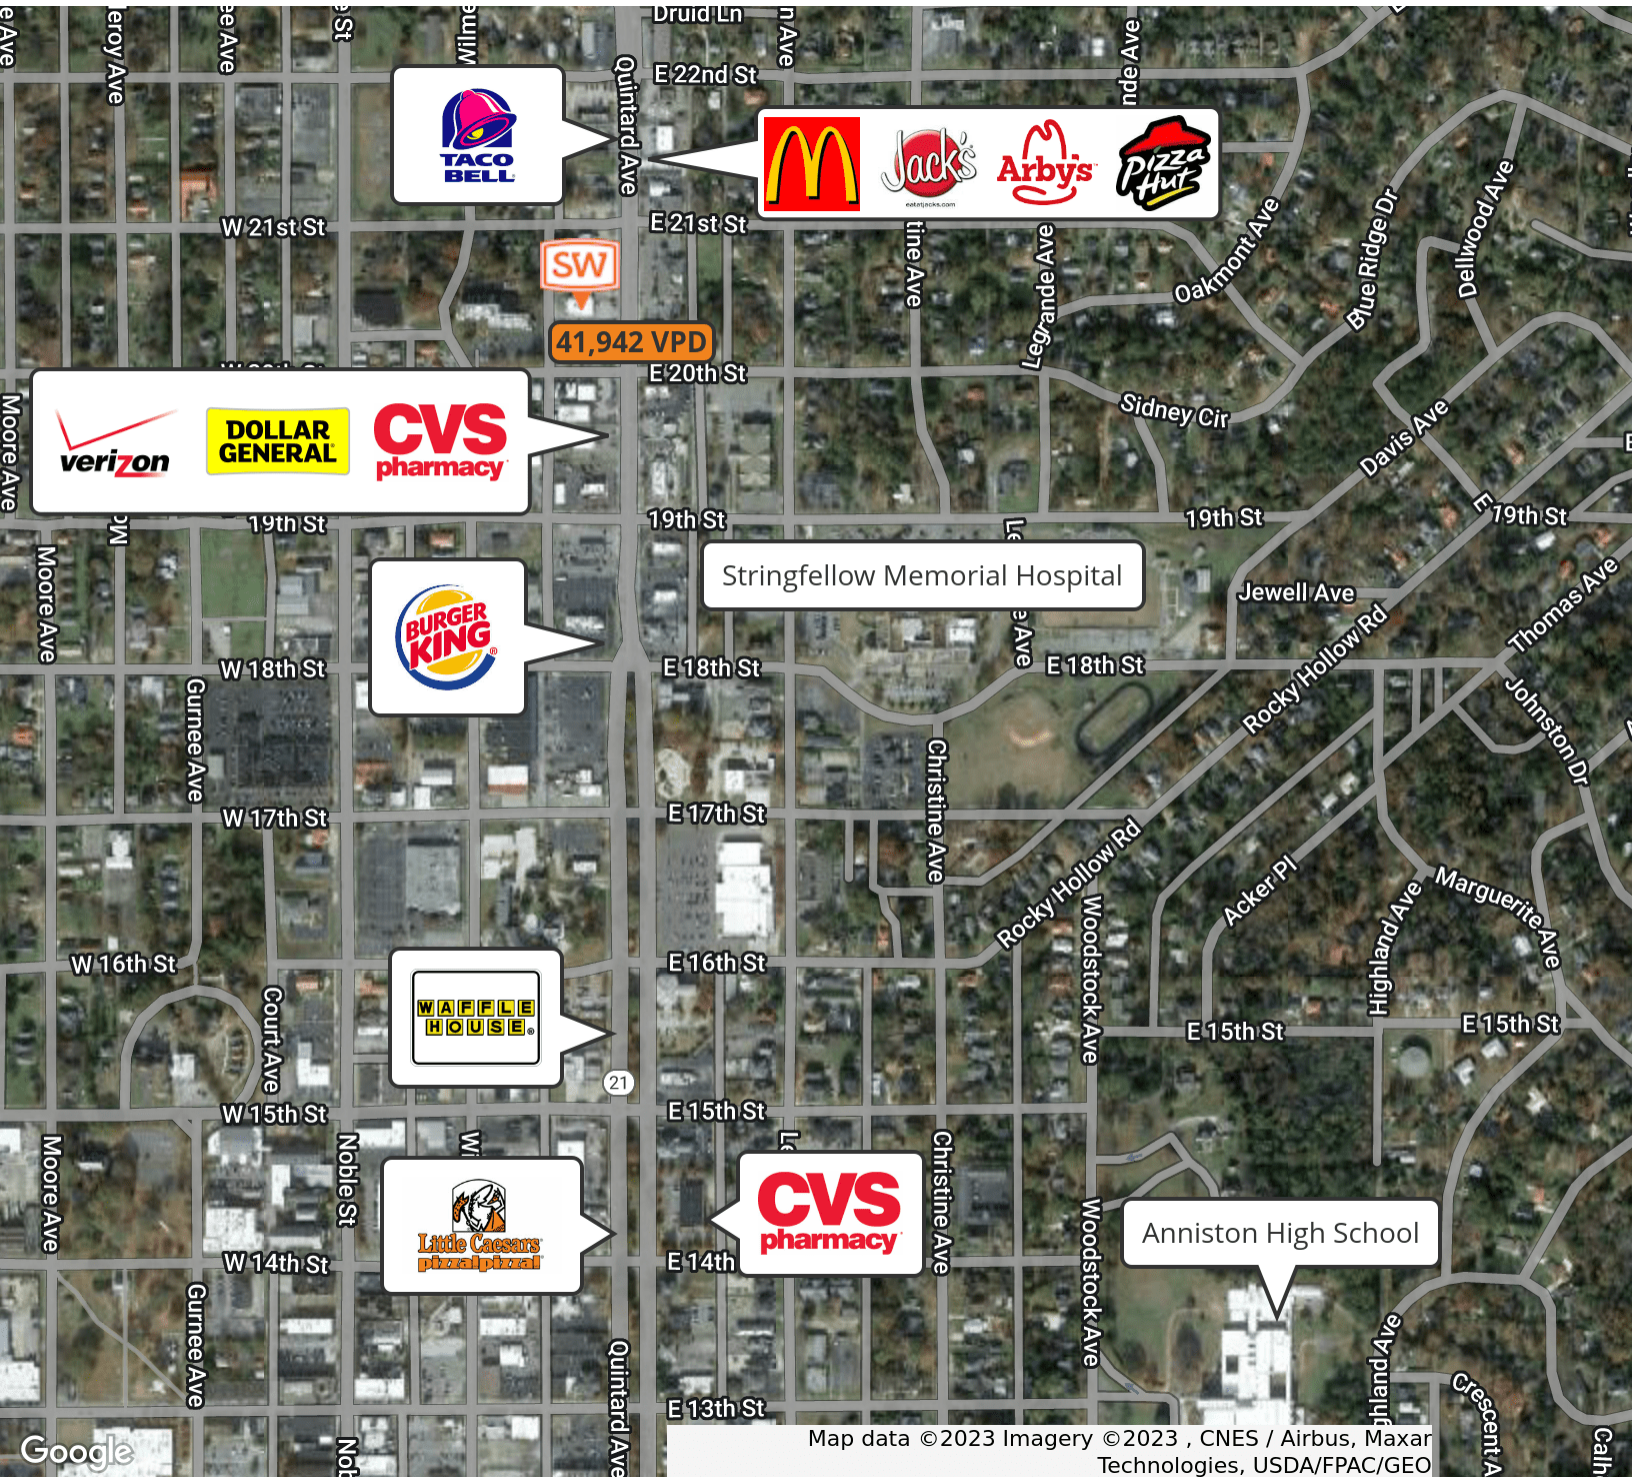 Druid Ln
E 22nd St
Quintard Ave
TACO
BELL
Jack's
eatatjacks.com
Arby's
Pizza
Hut
W 21st St
E 21st St
SW
41,942 VPD
E 20th St
Legrande Ave
Oakmont Ave
Blue Ridge Dr
Dellwood Ave
Sidney Cir
Davis Ave
Moore Ave
verizon
DOLLAR
GENERAL
CVS
pharmacy
19th St
19th St
19th St
E 19th St
Stringfellow Memorial Hospital
Jewell Ave
Thomas Ave
Moore Ave
BURGER
KING
W 18th St
E 18th St
E 18th St
Rocky Hollow Rd
Johnston Dr
Gurnee Ave
Christine Ave
W 17th St
E 17th St
Rocky Hollow Rd
Acker Pl
Marguerite Ave
Highland Ave
Woodstock Ave
W 16th St
E 16th St
Court Ave
WAFFLE
HOUSE
E 15th St
E 15th St
21
W 15th St
E 15th St
Moore Ave
Noble St
Christine Ave
Little Caesars
pizza!pizza!
CVS
pharmacy
Anniston High School
W 14th St
E 14th
Woodstock Ave
Gurnee Ave
Quintard Ave
E 13th St
Crescent A
Google
Map data ©2023 Imagery ©2023 , CNES / Airbus, Maxar
Technologies, USDA/FPAC/GEO